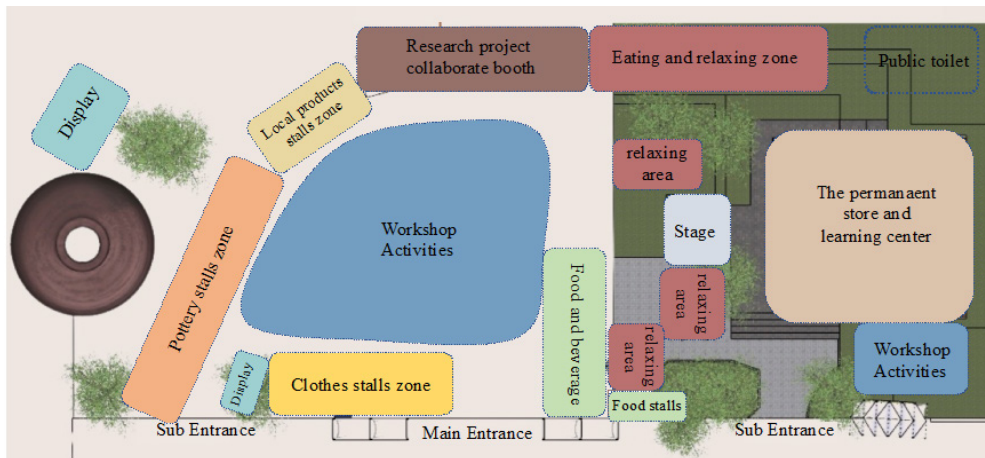 Research project
collaborate booth
Eating and relaxing zone
Public toilet
Display
Local products
stalls zone
relaxing
area
The permanaent
store and
learning center
Workshop
Activities
Stage
Pottery stalls zone
Food and beverage
relaxing
area
relaxing
area
Workshop
Activities
Display
Clothes stalls zone
Food stalls
Sub Entrance
Main Entrance
Sub Entrance